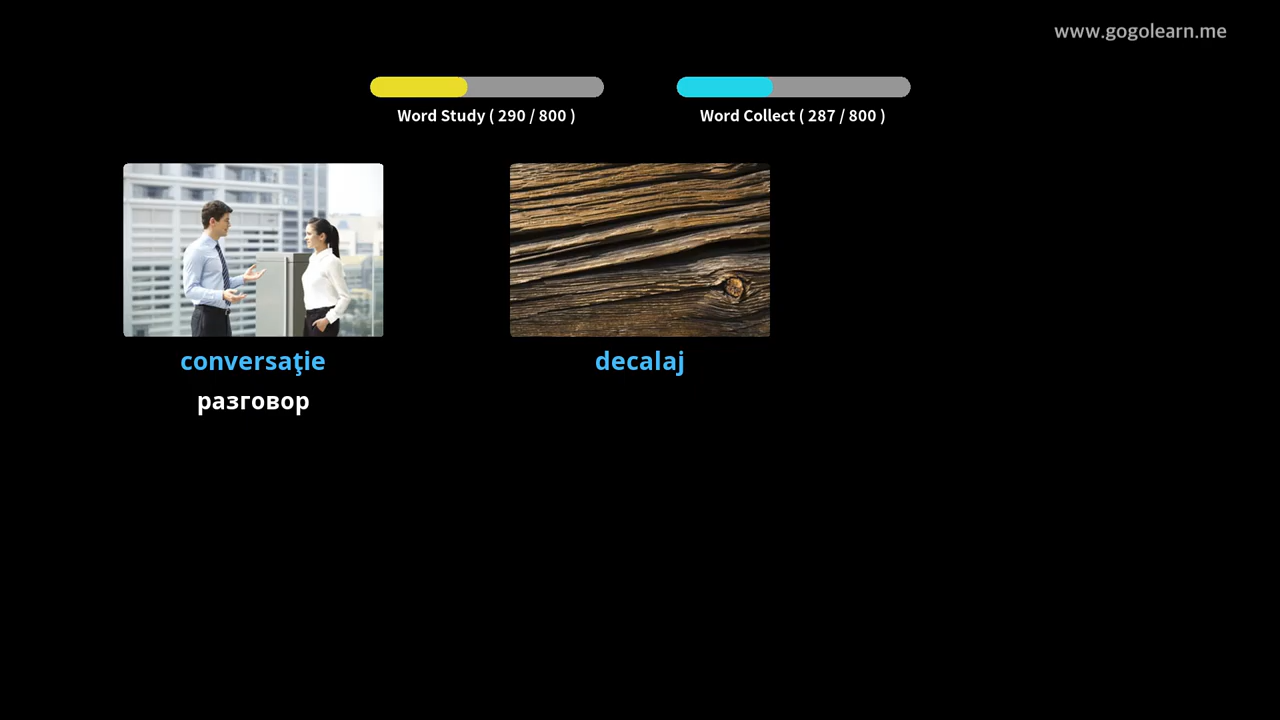 www.gogolearn.me
Word Study ( 290 / 800 )
Word Collect ( 287 / 800 )
conversaţie
разговор
decalaj